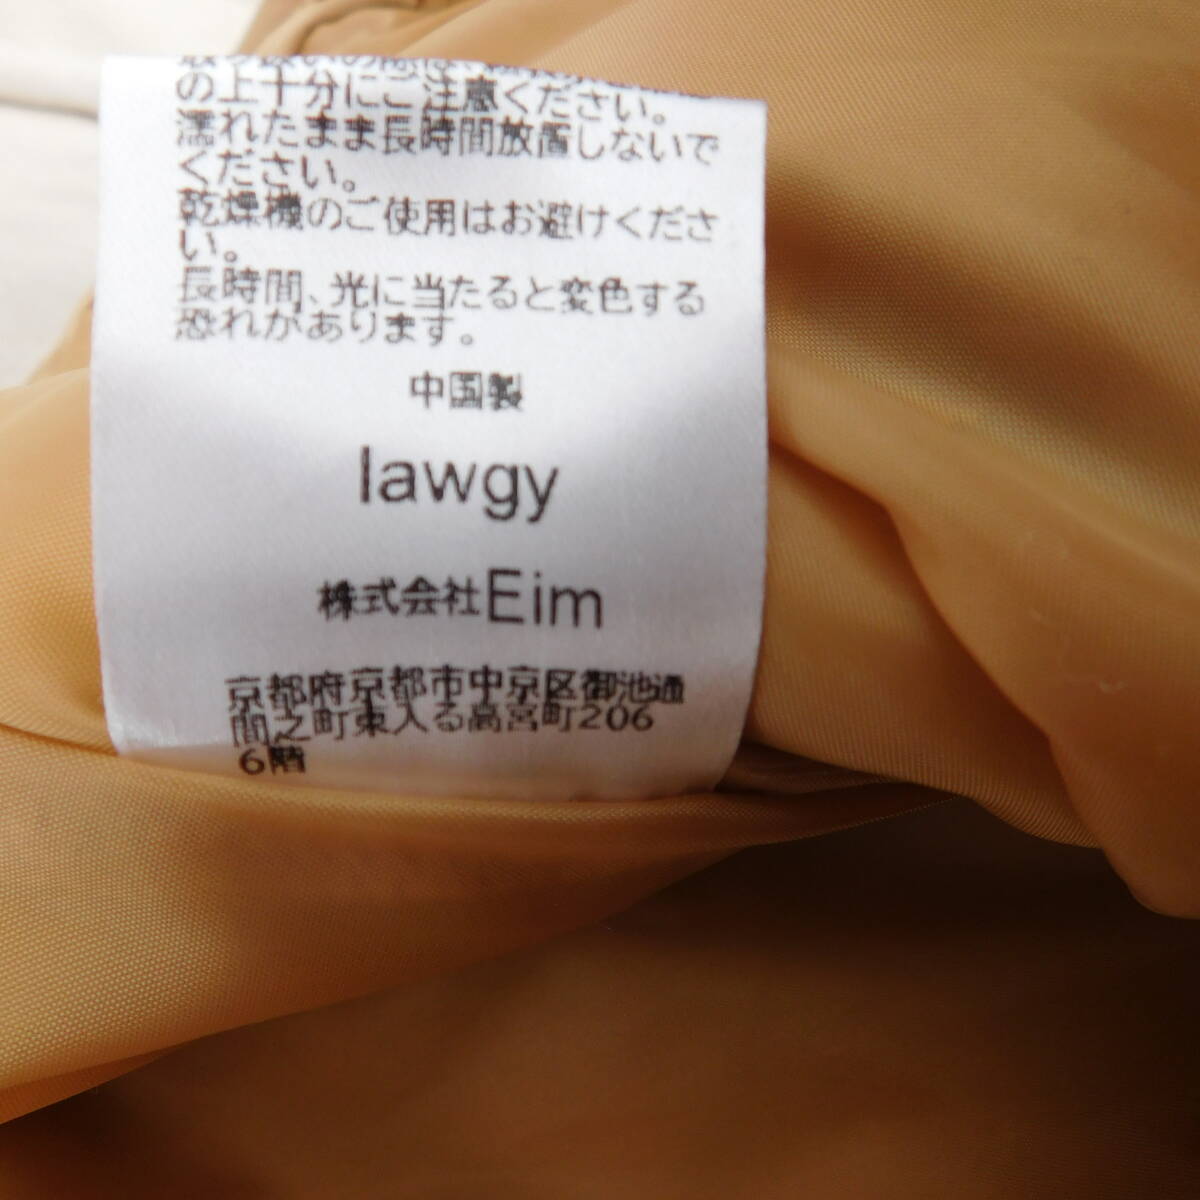 の上十分にご注意ください。
濡れたまま長時間放置しないで
ください。
乾燥機のご使用はお避けくださ
い。
長時間、光に当たると変色する
恐れがあります。
中国製
lawgy
株式会社Eim
京都府京都市中京区御池通
間之町東入る高宮町206
6階